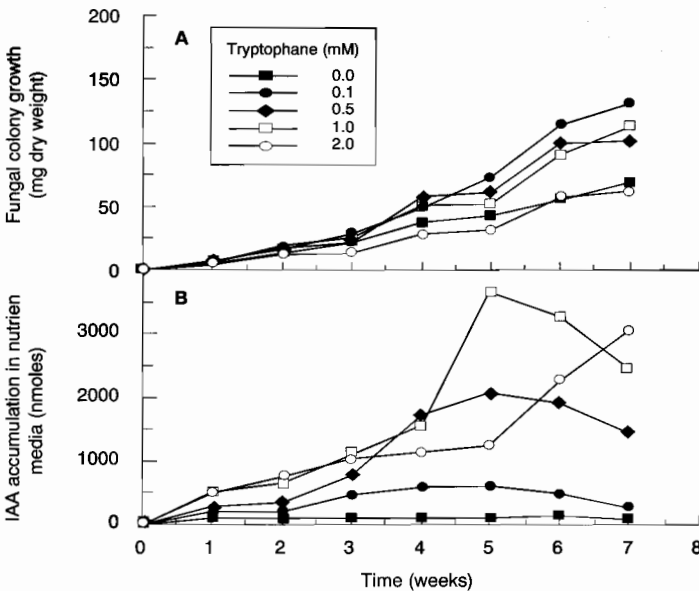 200
A
Tryptophane (mM)
0.0
0.1
0.5
1.0
2.0
150
100
50
0
Fungal colony growth
(mg dry weight)
B
3000
2000
1000
0
IAA accumulation in nutrien
media (nmoles)
0 1 2 3 4 5 6 7 8
Time (weeks)